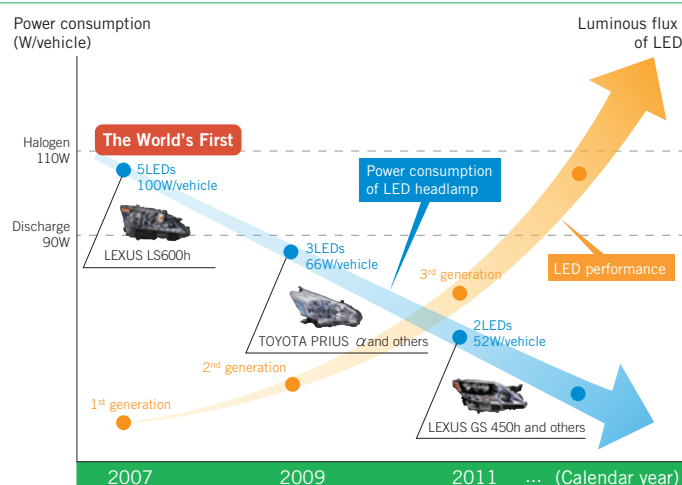 Power consumption
(W/vehicle)
Luminous flux
of LED
Halogen
110W
The World's First
5LEDs
100W/vehicle
Power consumption
of LED headlamp
LEXUS LS600h
Discharge
90W
3LEDs
66W/vehicle
3rd generation
LED performance
TOYOTA PRIUS α and others
2LEDs
52W/vehicle
2nd generation
1st generation
LEXUS GS 450h and others
2007 2009 2011 ... (Calendar year)